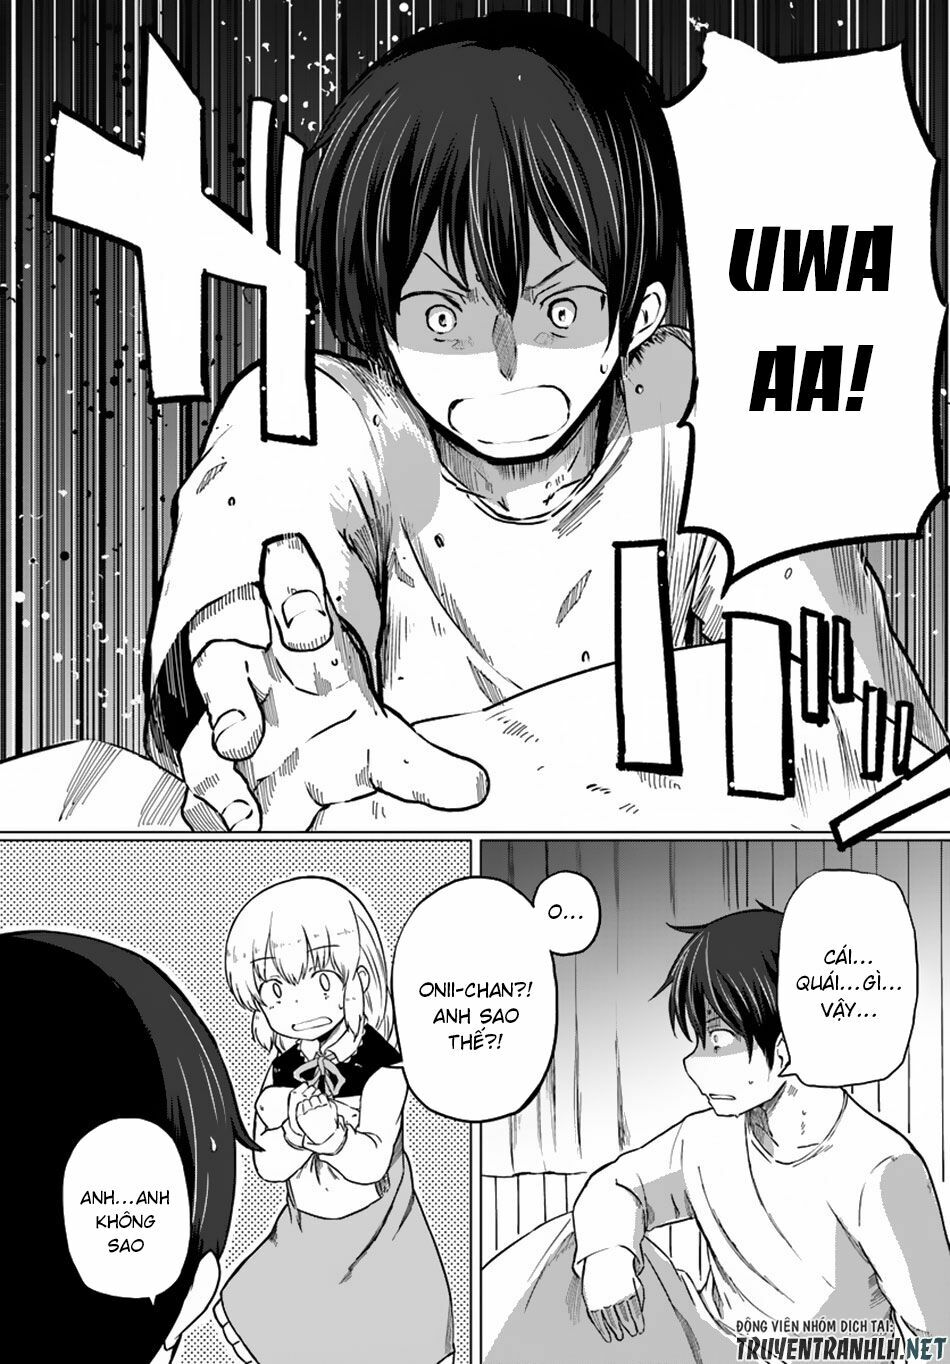 UWA
AA!
CÁI...
QUÁI...GÌ...
VẬY...
O...
ONII-CHAN?!
ANH SAO
THẾ?!
ANH...ANH
KHÔNG
SAO
ĐỘNG VIÊN NHÓM DỊCH TẠI:
TRUYENTRANHLH.NET